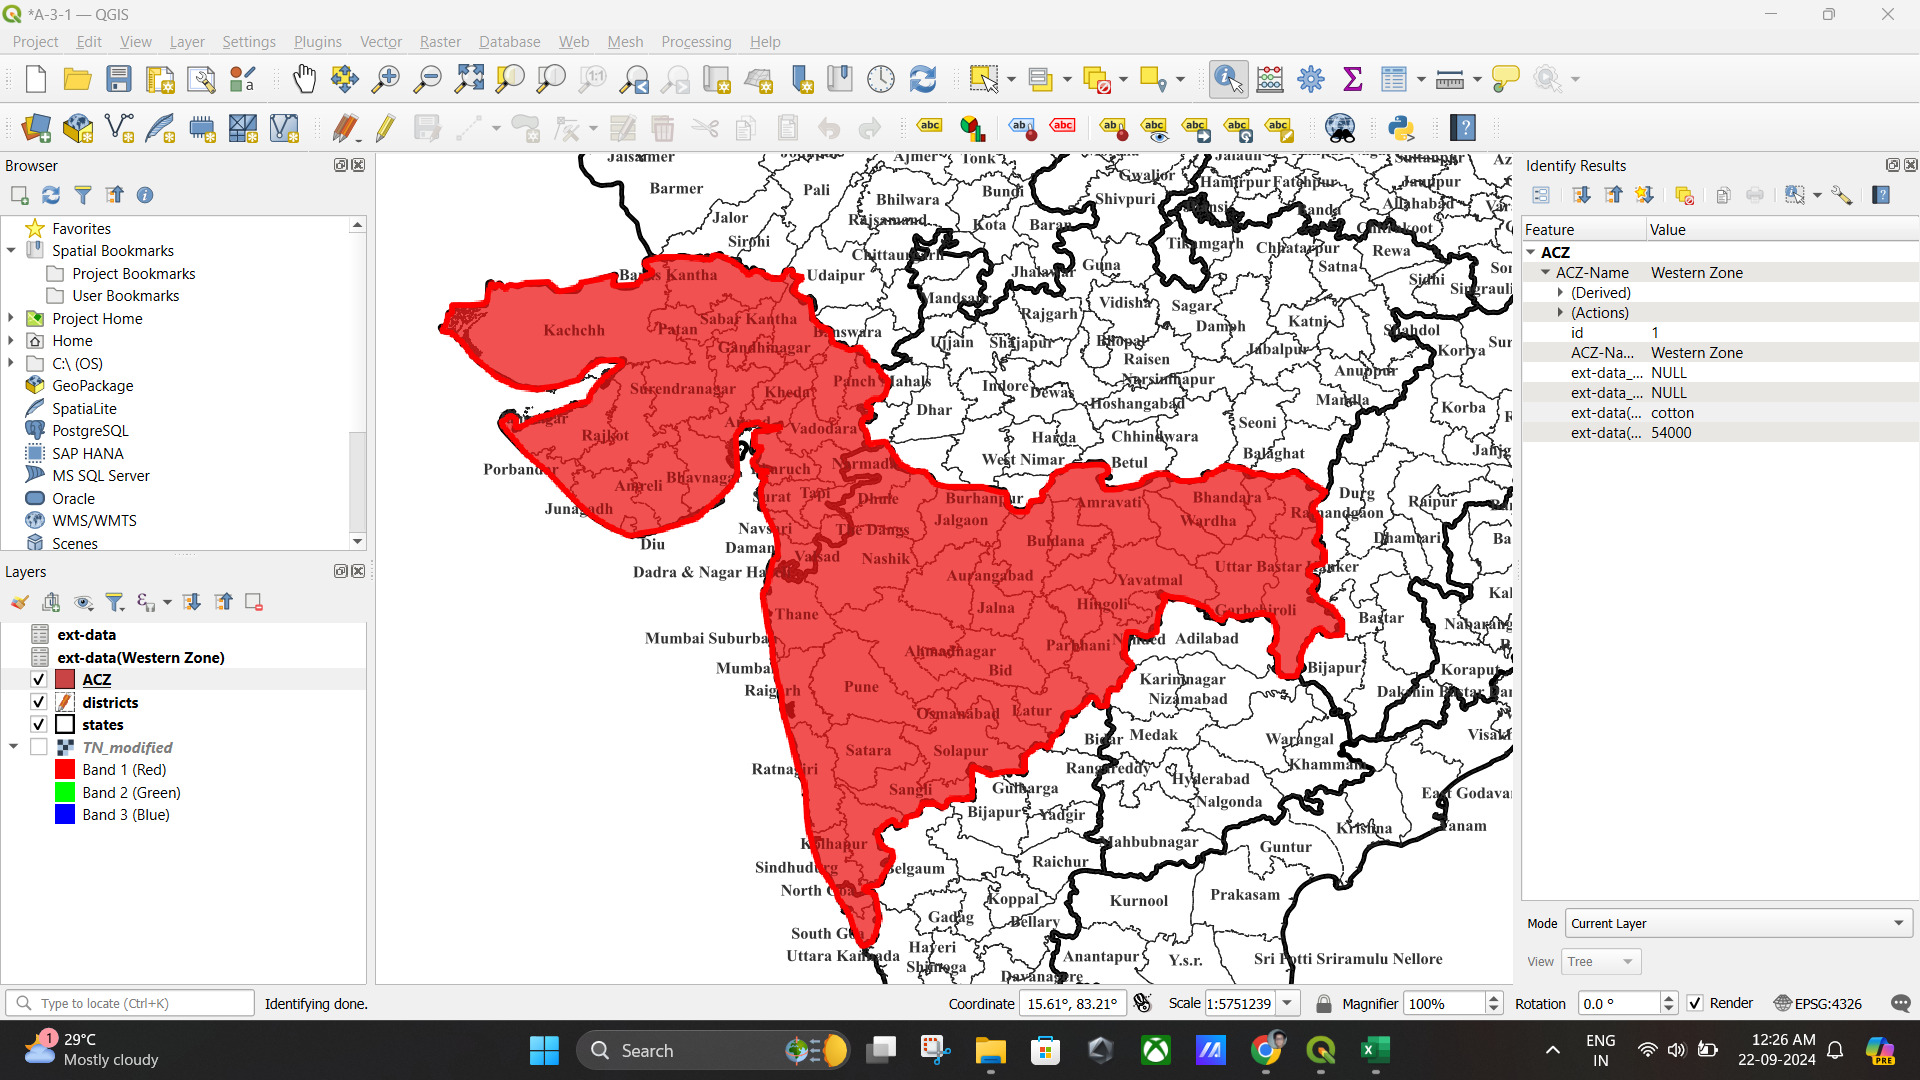 *A-3-1 — QGIS
Project Edit View Layer Settings Plugins Vector Raster Database Web Mesh Processing Help
Browser
Favorites
Spatial Bookmarks
Project Bookmarks
User Bookmarks
Project Home
Home
C:\ (OS)
GeoPackage
SpatiaLite
PostgreSQL
SAP HANA
MS SQL Server
Oracle
WMS/WMTS
Scenes
Layers
ext-data
ext-data(Western Zone)
ACZ
districts
states
TN_modified
Band 1 (Red)
Band 2 (Green)
Band 3 (Blue)
Jaisalmer Ajmer Tonk Jalaun Sultanpur
Barmer Pali Bundi Gwalior Hamirpur Fatehpur Jaunpur
Bhilwara Shivpuri Allahabad
Jalor Rajsamand Kota Baran Banda
Sirohi Chittaurgarh Tikamgarh Chhatarpur Chitrakoot Rewa
Banas Kantha Udaipur Jhalawar Guna Satna Sidhi
Mandsaur Vidisha Sagar Singrauli
Kachchh Patan Sabar Kantha Banswara Rajgarh Damoh Katni Shahdol
Gandhinagar Ujjain Shajapur Bhopal Raisen Jabalpur Koriya
Surendranagar Kheda Panch Mahals Indore Dewas Narsimhapur Anuppur
Dhar Hoshangabad Mandla Korba
Rajkot Anand Vadodara Harda Chhindwara Seoni
Porbandar Bharuch Narmada West Nimar Betul Balaghat
Amreli Bhavnagar Surat Tapi Dhule Burhanpur Amravati Bhandara Durg Raipur
Junagadh Navsari The Dangs Jalgaon Wardha Rajnandgaon
Diu Daman Valsad Nashik Buldana Dhamtari
Dadra & Nagar Ha Aurangabad Yavatmal Uttar Bastar Kanker
Thane Jalna Hingoli Garhchiroli Bastar
Mumbai Suburba Ahmadnagar Parbhani Nanded Adilabad
Mumba Bid Bijapur Koraput
Raigarh Pune Karimnagar Nizamabad Dakshin Bastar Dan
Osmanabad Latur
Satara Solapur Bidar Medak Warangal
Ratnagiri Rangareddy Hyderabad Khammam
Sangli Gulbarga Nalgonda East Godava
Bijapur Yadgir Krishna Yanam
Kolhapur Mahbubnagar Guntur
Sindhudurg Belgaum Raichur
North Goa Koppal Kurnool Prakasam
Gadag Bellary
South Goa Haveri
Uttara Kannada Shimoga Davanagere Anantapur Y.s.r. Sri Potti Sriramulu Nellore
Identify Results
Feature Value
ACZ
ACZ-Name Western Zone
(Derived)
(Actions)
id 1
ACZ-Na... Western Zone
ext-data_... NULL
ext-data_... NULL
ext-data(... cotton
ext-data(... 54000
Mode Current Layer
View Tree
Type to locate (Ctrl+K) Identifying done. Coordinate 15.61°, 83.21° Scale 1:5751239 Magnifier 100% Rotation 0.0 ° Render EPSG:4326
1 29°C
Mostly cloudy
Search
ENG
IN
12:26 AM
22-09-2024
PRE